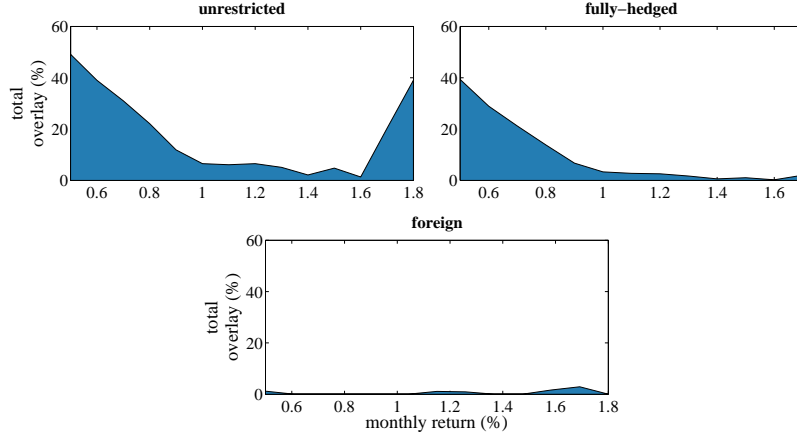 unrestricted
fully-hedged
60
40
20
0
total
overlay (%)
0.6 0.8 1 1.2 1.4 1.6 1.8
60
40
20
0
0.6 0.8 1 1.2 1.4 1.6
foreign
60
40
20
0
total
overlay (%)
0.6 0.8 1 1.2 1.4 1.6 1.8
monthly return (%)